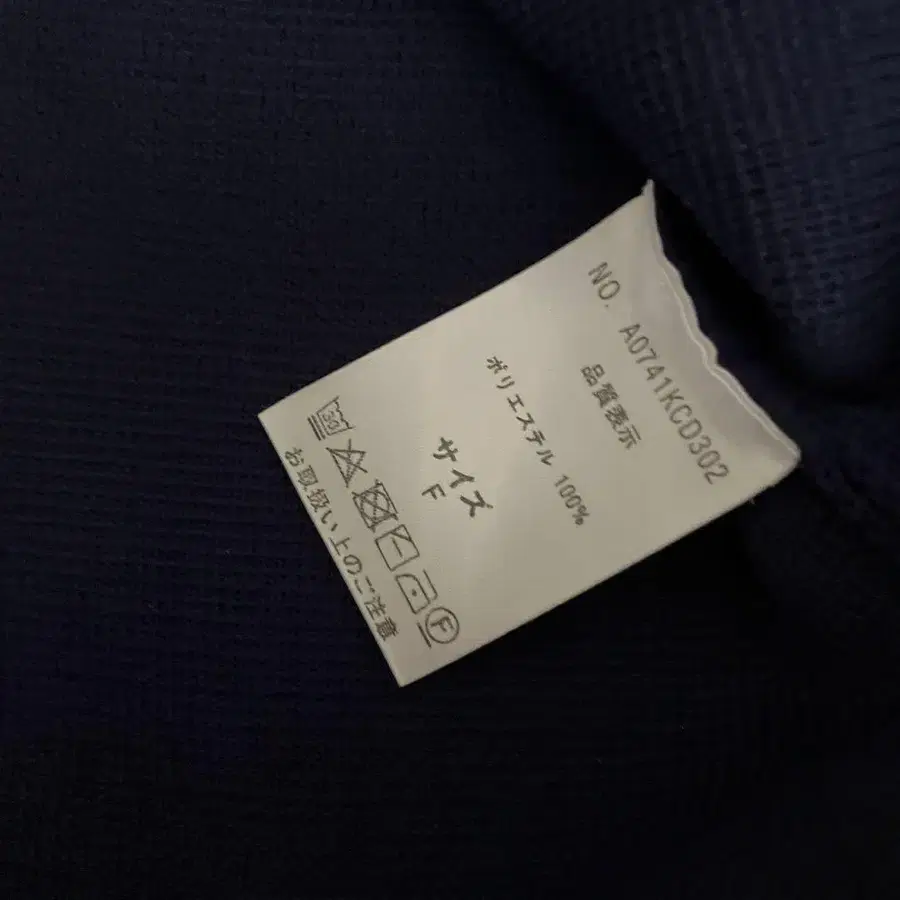 NO. A0741KCD302
品質表示
ポリエステル 100%
サイズ
F
30
F
お取扱い上のご注意